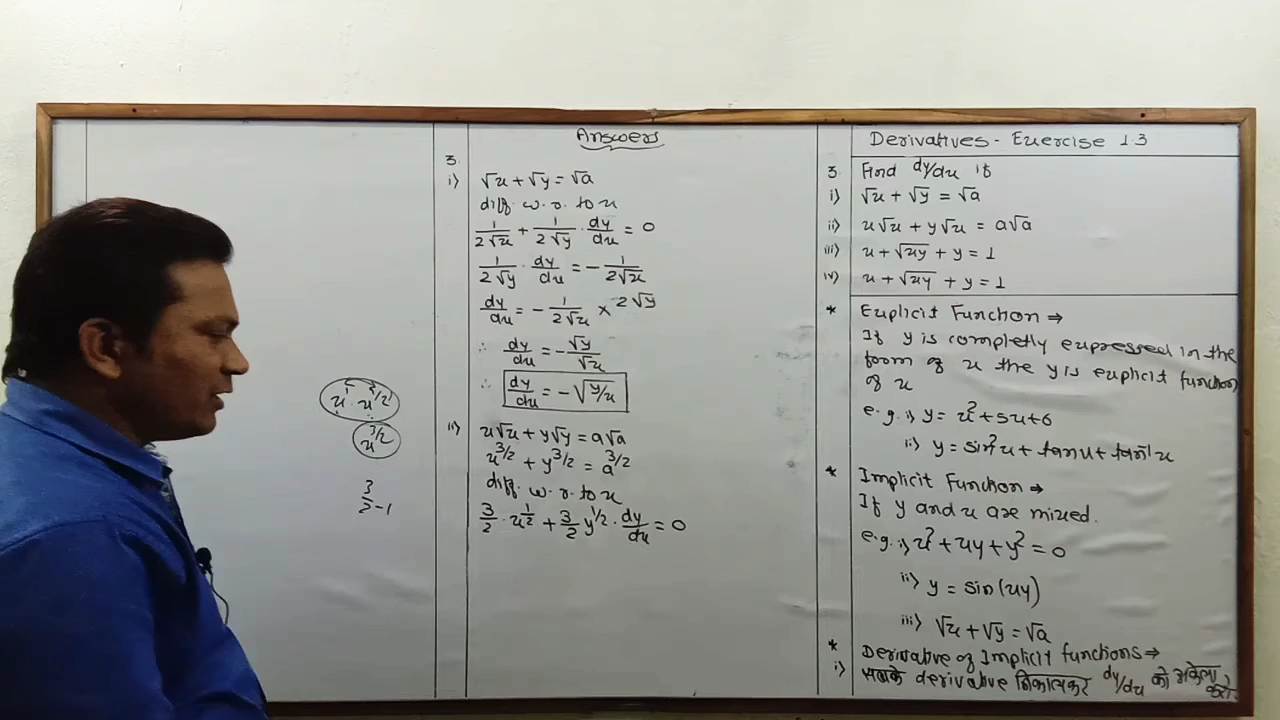 x¹. x^1/2
x^3/2
3/2 - 1
Answers
3.
i) √x + √y = √a
diff. w. r. to x
1/2√x + 1/2√y . dy/dx = 0
1/2√y . dy/dx = - 1/2√x
dy/dx = - 1/2√x × 2√y
∴ dy/dx = - √y/√x
∴ dy/dx = - √y/x
ii) x√x + y√y = a√a
x^3/2 + y^3/2 = a^3/2
diff. w. r. to x
3/2 . x^1/2 + 3/2 y^1/2 . dy/dx = 0
Derivatives - Exercise 1.3
3. Find dy/dx if
i) √x + √y = √a
ii) x√x + y√x = a√a
iii) x + √xy + y = 1
iv) x + √xy + y = 1
* Explicit Function ⇒
If y is completly expressed in the
form of x the y is explicit function
of x
e.g. i) y = x² + 5x + 6
ii) y = sin²x + tanx + tan⁻¹x
* Implicit Function ⇒
If y and x are mixed.
e.g. i) x² + xy + y² = 0
ii) y = sin(xy)
iii) √x + √y = √a
* Derivative of Implicit functions ⇒
i) सबके derivative निकालकर dy/dx को अकेला
करो.